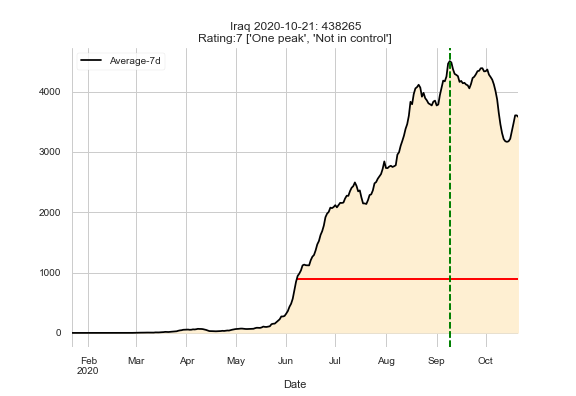 Iraq 2020-10-21: 438265
Rating:7 ['One peak', 'Not in control']
Average-7d
4000
3000
2000
1000
0
Feb Mar Apr May Jun Jul Aug Sep Oct
2020
Date